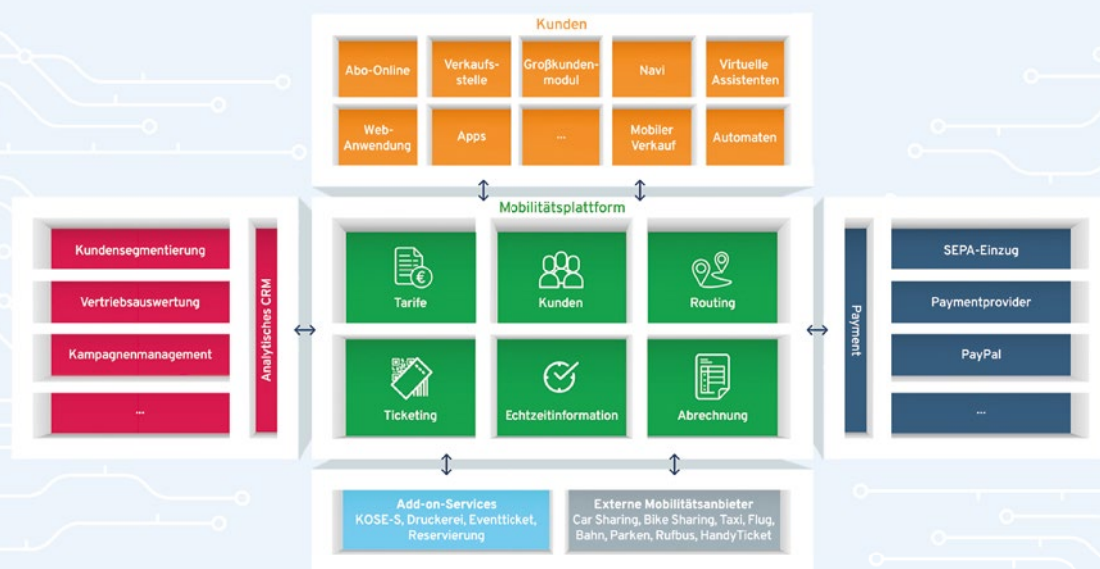 Kunden
Abo-Online
Verkaufs-
stelle
Großkunden-
modul
Navi
Virtuelle
Assistenten
Web-
Anwendung
Apps
...
Mobiler
Verkauf
Automaten
Mobilitätsplattform
Kundensegmentierung
Vertriebsauswertung
Kampagnenmanagement
...
Analytisches CRM
Tarife
Kunden
Routing
Ticketing
Echtzeitinformation
Abrechnung
Payment
SEPA-Einzug
Paymentprovider
PayPal
...
Add-on-Services
KOSE-S, Druckerei, Eventticket,
Reservierung
Externe Mobilitätsanbieter
Car Sharing, Bike Sharing, Taxi, Flug,
Bahn, Parken, Rufbus, HandyTicket